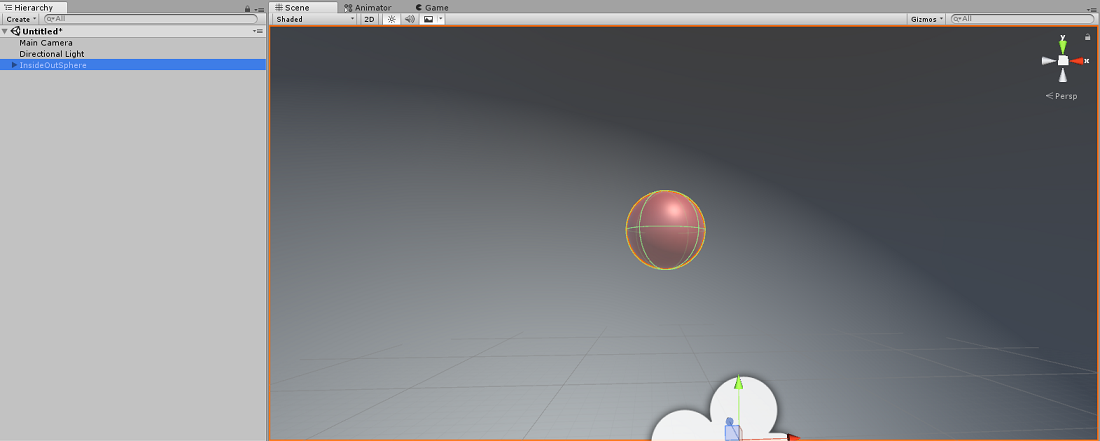 Hierarchy
Create
All
Untitled*
Main Camera
Directional Light
InsideOutSphere
Scene
Animator
Game
Shaded
2D
Gizmos
All
y
x
Persp